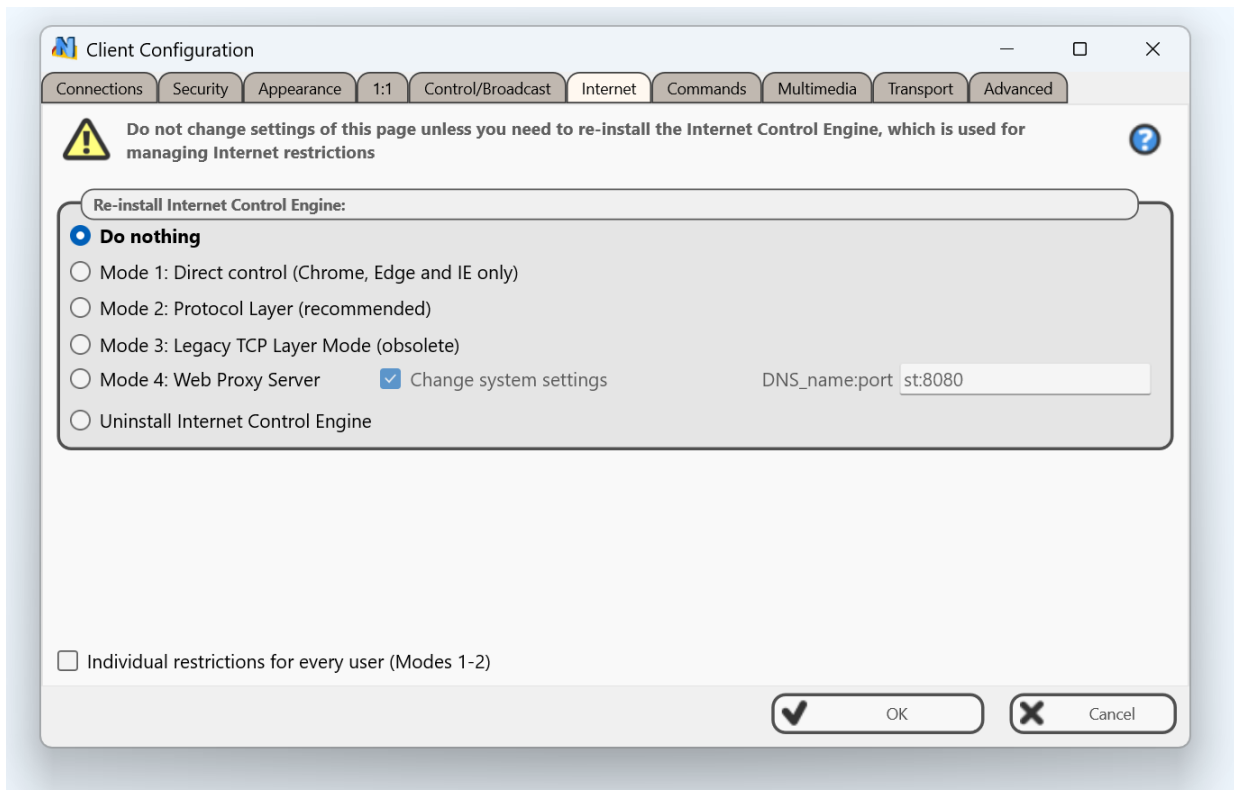 Client Configuration
Connections Security Appearance 1:1 Control/Broadcast Internet Commands Multimedia Transport Advanced
Do not change settings of this page unless you need to re-install the Internet Control Engine, which is used for
managing Internet restrictions
Re-install Internet Control Engine:
Do nothing
Mode 1: Direct control (Chrome, Edge and IE only)
Mode 2: Protocol Layer (recommended)
Mode 3: Legacy TCP Layer Mode (obsolete)
Mode 4: Web Proxy Server Change system settings DNS_name:port st:8080
Uninstall Internet Control Engine
Individual restrictions for every user (Modes 1-2)
OK Cancel